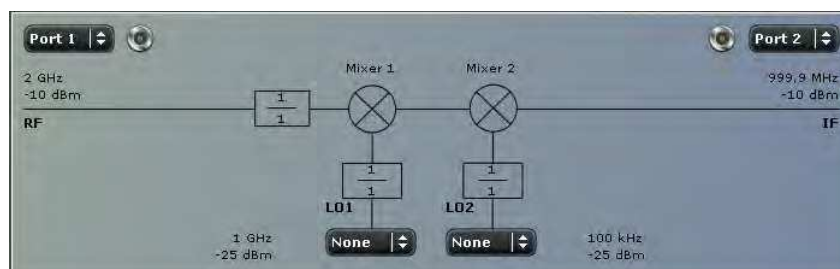 Port 1
Port 2
2 GHz
-10 dBm
RF
Mixer 1
Mixer 2
999.9 MHz
-10 dBm
IF
1
1
1
1
1
1
LO1
LO2
1 GHz
-25 dBm
None
None
100 kHz
-25 dBm